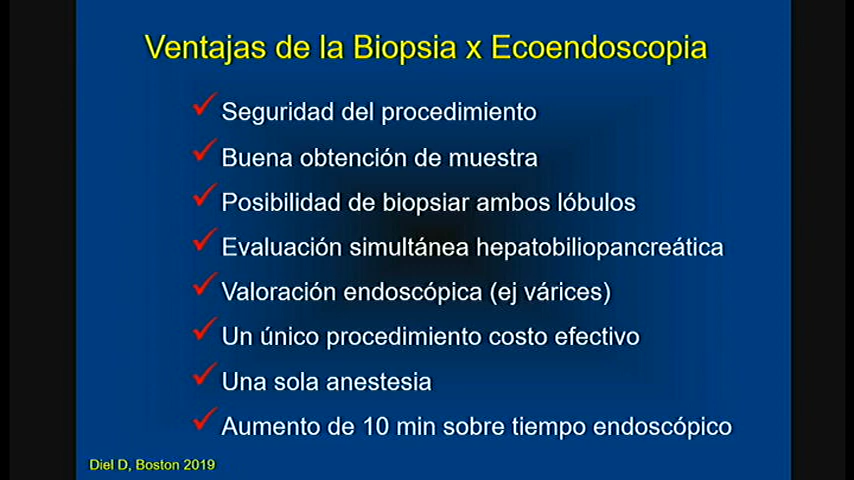 Ventajas de la Biopsia x Ecoendoscopia
Seguridad del procedimiento
Buena obtención de muestra
Posibilidad de biopsiar ambos lóbulos
Evaluación simultánea hepatobiliopancreática
Valoración endoscópica (ej várices)
Un único procedimiento costo efectivo
Una sola anestesia
Aumento de 10 min sobre tiempo endoscópico
Diel D, Boston 2019